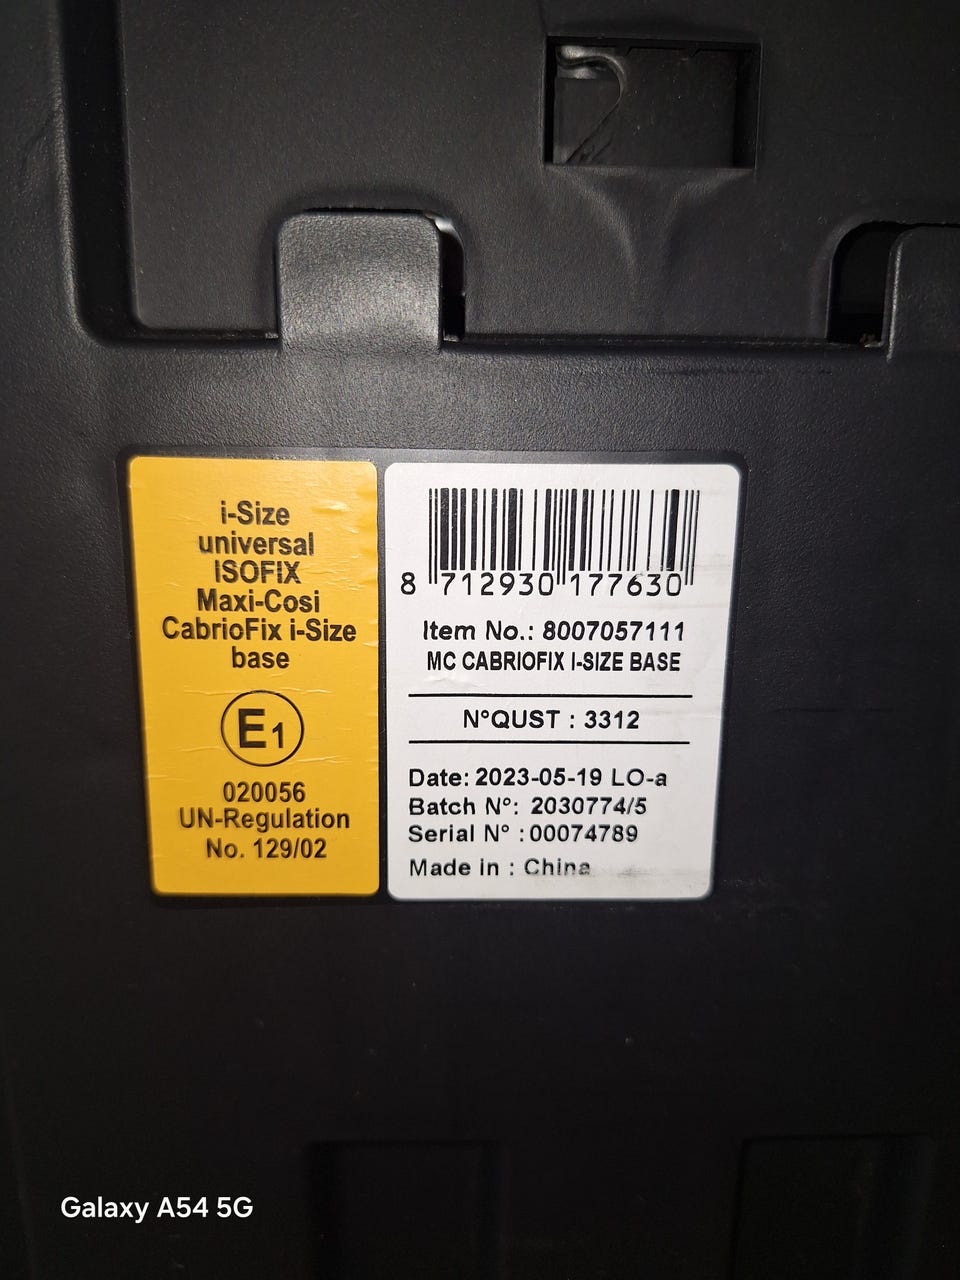 i-Size
universal
ISOFIX
Maxi-Cosi
CabrioFix i-Size
base
E1
020056
UN-Regulation
No. 129/02
8 712930 177630
Item No.: 8007057111
MC CABRIOFIX I-SIZE BASE
N°QUST : 3312
Date: 2023-05-19 LO-a
Batch N°: 2030774/5
Serial N° :00074789
Made in : China
Galaxy A54 5G